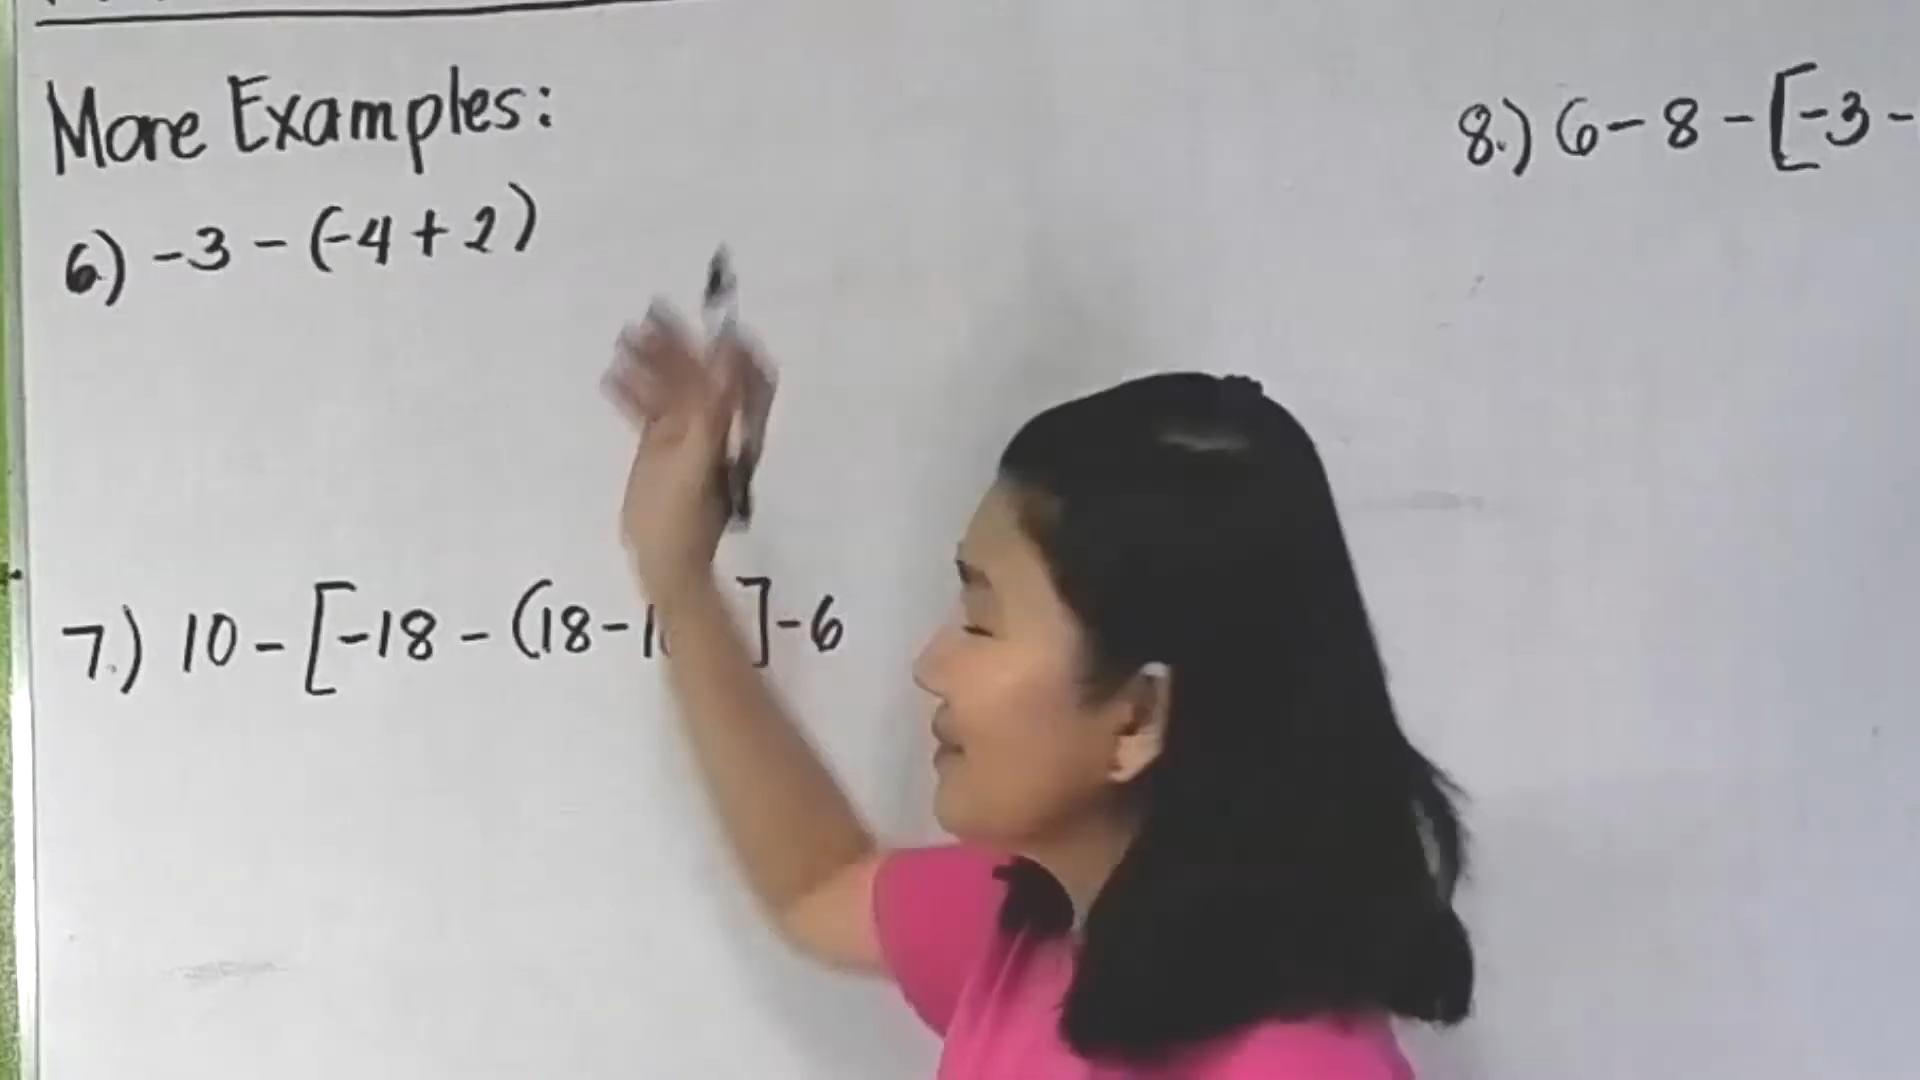 More Examples:
6.) -3 - (-4 + 2)
7.) 10 - [-18 - (18 - 1 ] - 6
8.) 6 - 8 - [-3 -